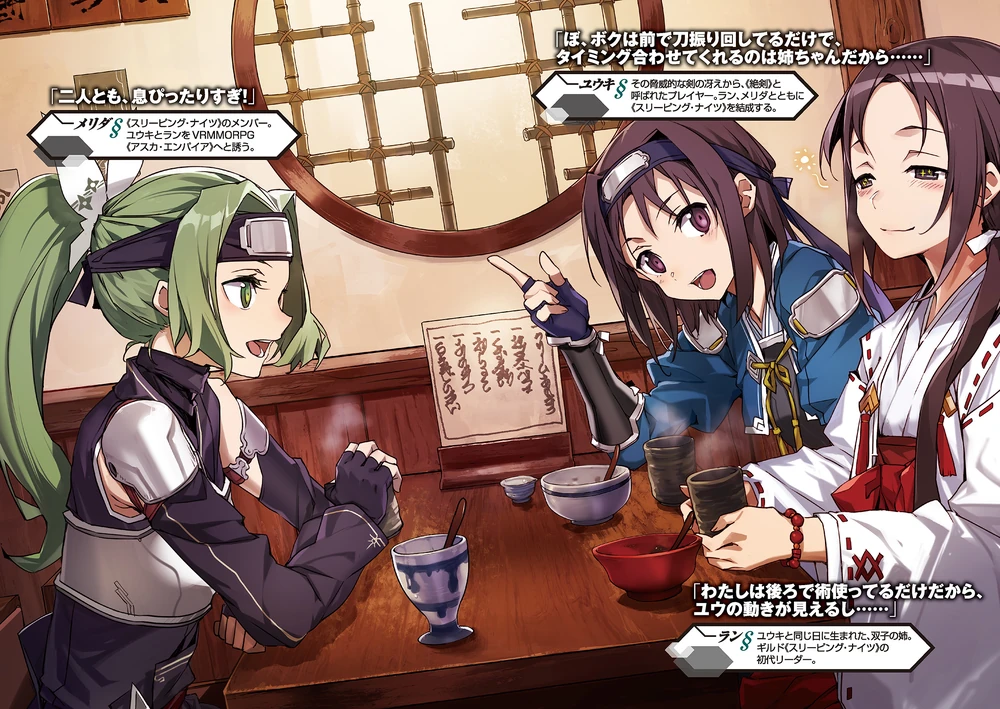 「ぼ、ボクは前で刀振り回してるだけで、
タイミング合わせてくれるのは姉ちゃんだから……」
ユウキ§
その脅威的な剣の冴えから、《絶剣》と
呼ばれたプレイヤー。ラン、メリダとともに
《スリーピング・ナイツ》を結成する。
「二人とも、息ぴったりすぎ!」
メリダ§
《スリーピング・ナイツ》のメンバー。
ユウキとランをVRMMORPG
《アスカ・エンパイア》へと誘う。
「わたしは後ろで術使ってるだけだから、
ユウの動きが見えるし……」
ラン§
ユウキと同じ日に生まれた、双子の姉。
ギルド《スリーピング・ナイツ》の
初代リーダー。